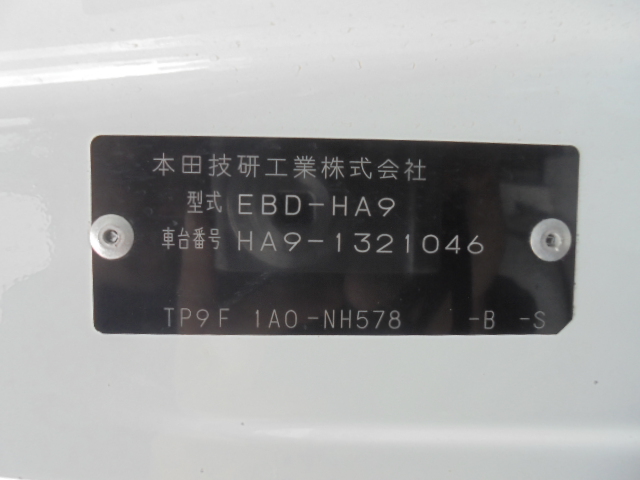 本田技研工業株式会社
型式 EBD-HA9
車台番号 HA9-1321046
TP9F 1A0-NH578 -B -S